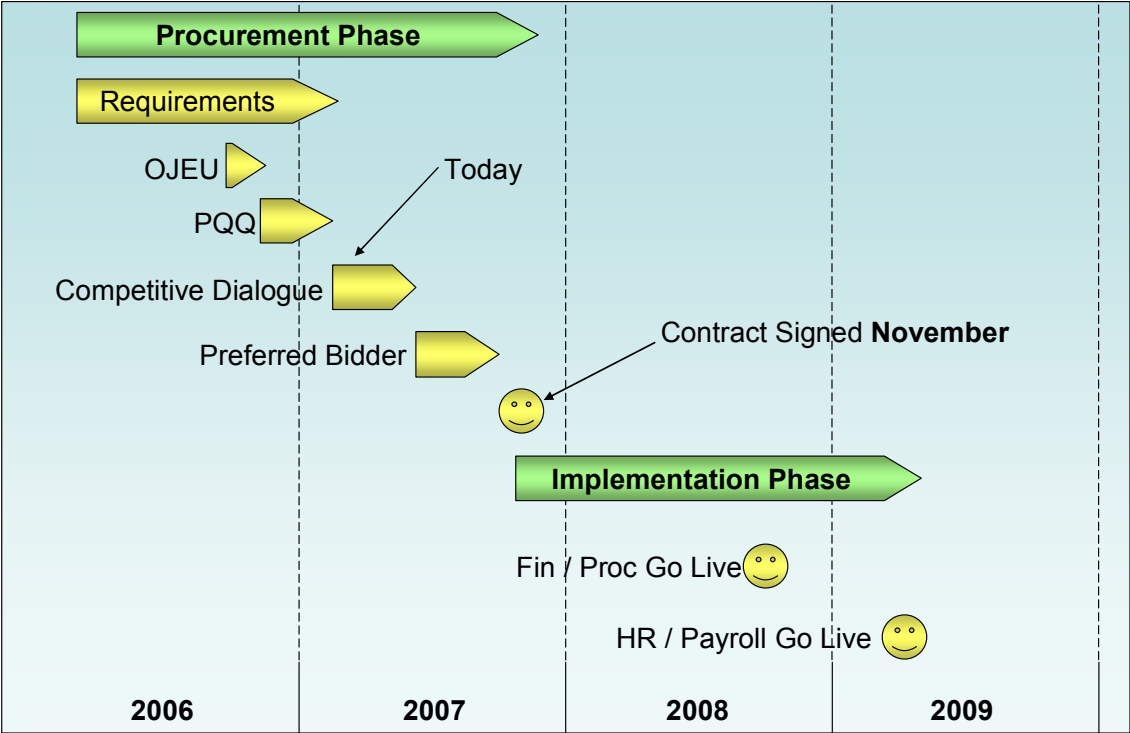 Procurement Phase
Requirements
OJEU
Today
PQQ
Competitive Dialogue
Contract Signed November
Preferred Bidder
Implementation Phase
Fin / Proc Go Live
HR / Payroll Go Live
2006 2007 2008 2009